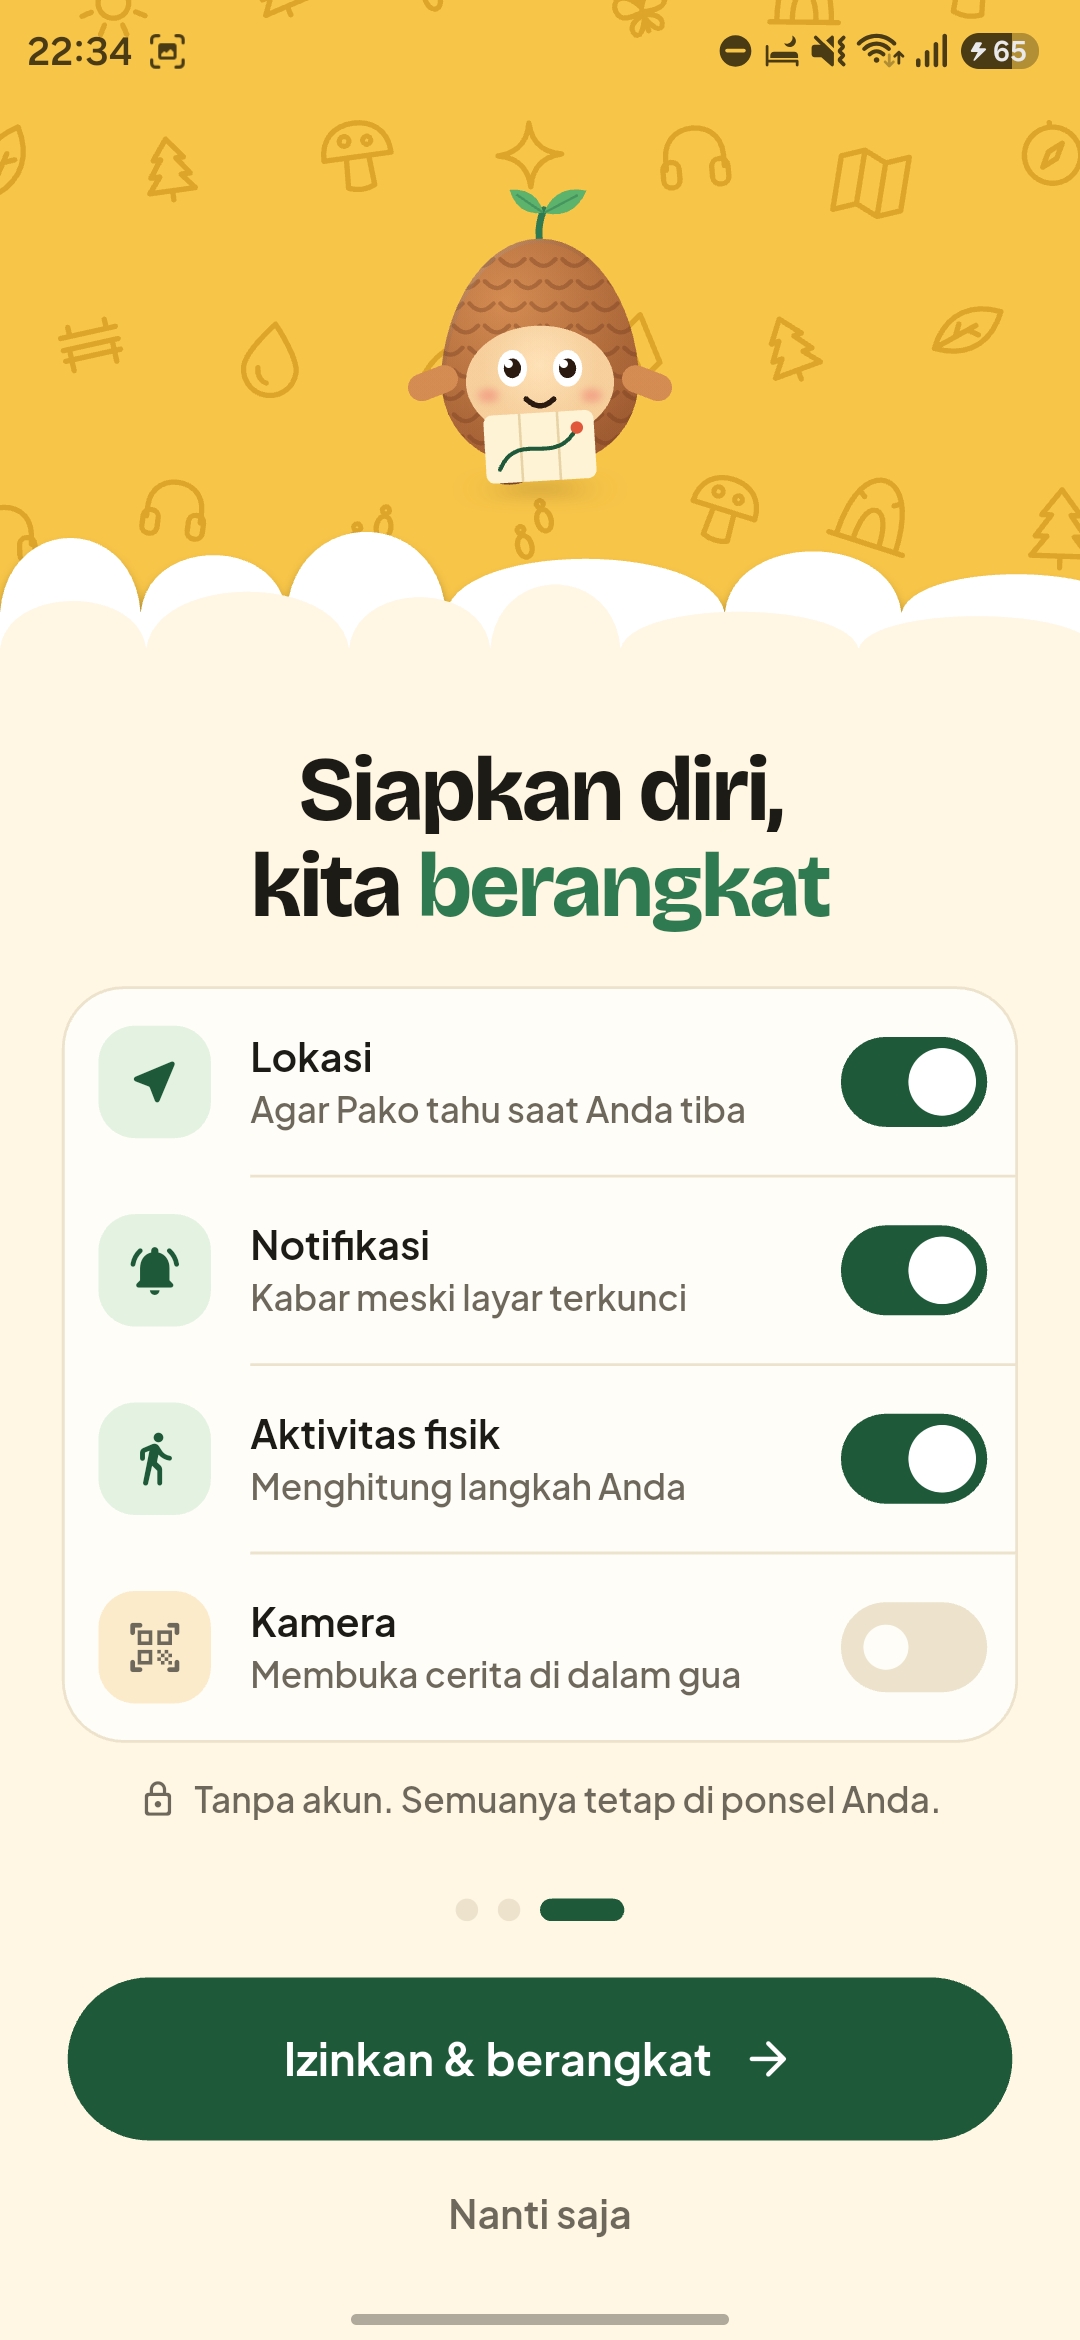 22:34
65
Siapkan diri,
kita berangkat
Lokasi
Agar Pako tahu saat Anda tiba
Notifikasi
Kabar meski layar terkunci
Aktivitas fisik
Menghitung langkah Anda
Kamera
Membuka cerita di dalam gua
Tanpa akun. Semuanya tetap di ponsel Anda.
Izinkan & berangkat
Nanti saja